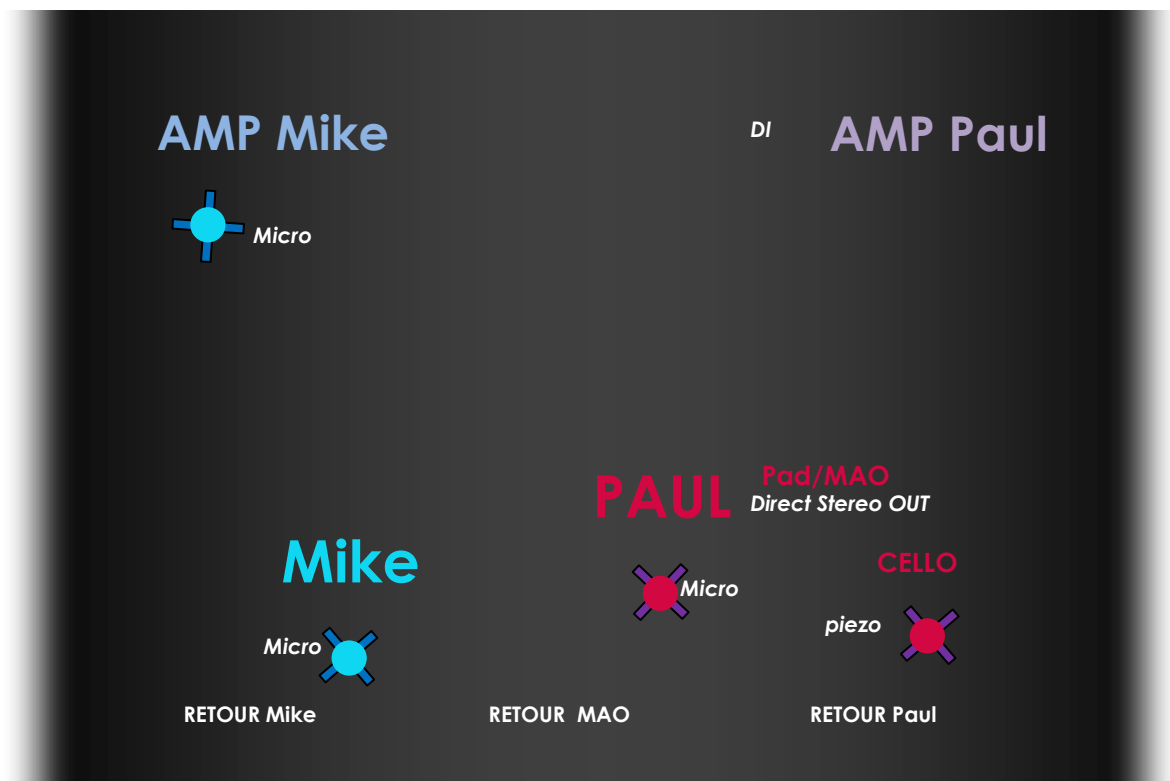 AMP Mike
DI
AMP Paul
Micro
Pad/MAO
PAUL
Direct Stereo OUT
Mike
CELLO
Micro
piezo
Micro
RETOUR Mike
RETOUR MAO
RETOUR Paul